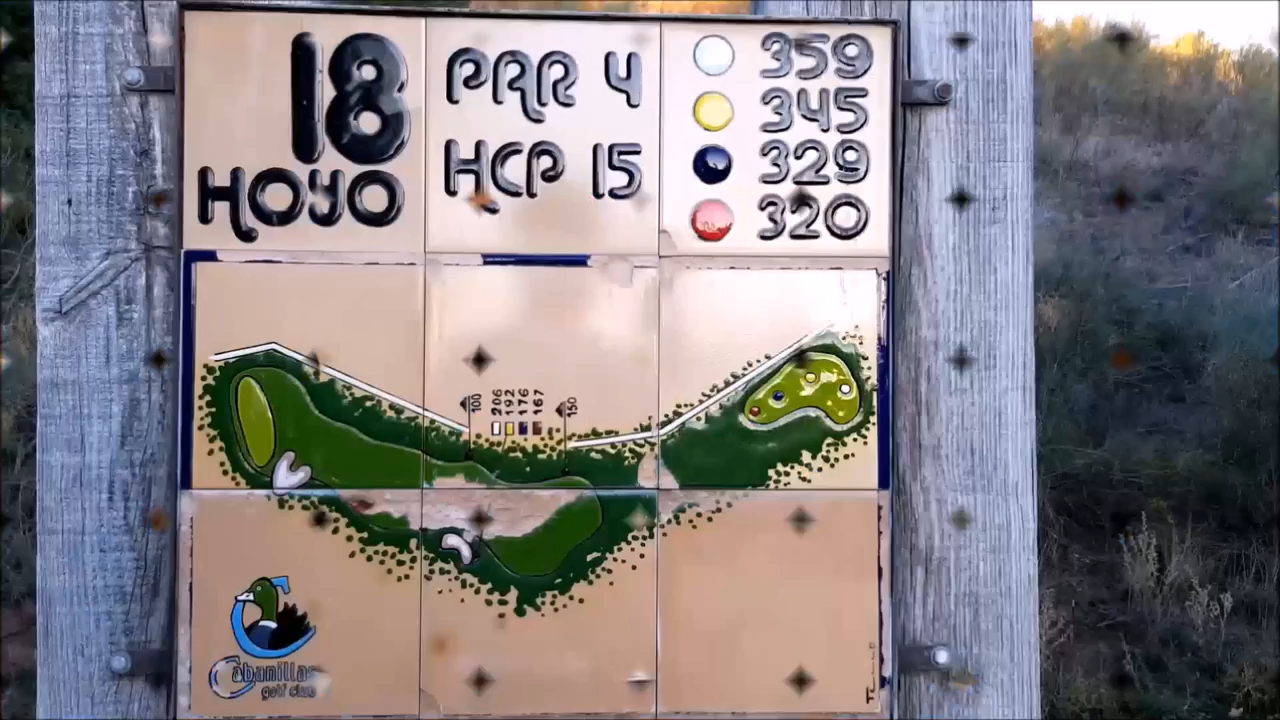 18
HOYO
PAR 4
HCP 15
359
345
329
320
100
206
192
176
167
150
Cabanillas
golf club